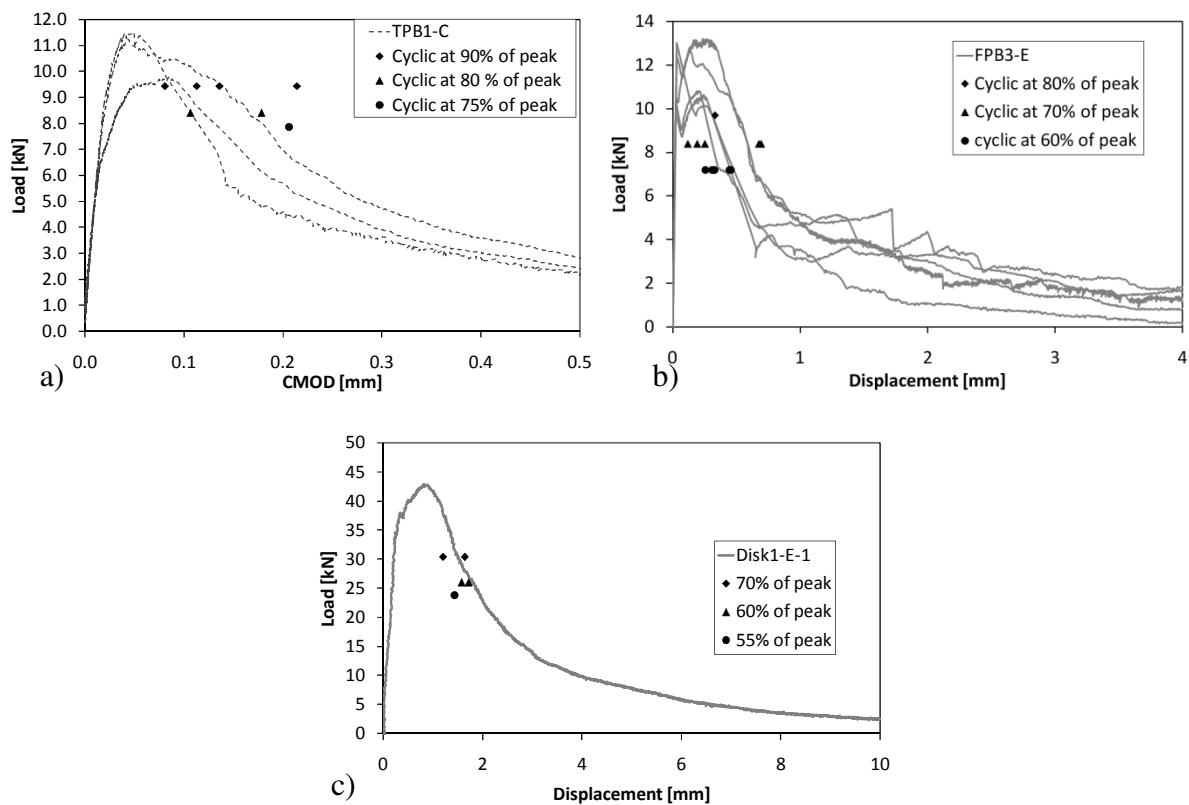 12.0
11.0
10.0
9.0
8.0
7.0
6.0
5.0
4.0
3.0
2.0
1.0
0.0
Load [kN]
0.0
0.1
0.2
0.3
0.4
0.5
CMOD [mm]
TPB1-C
Cyclic at 90% of peak
Cyclic at 80 % of peak
Cyclic at 75% of peak
a)
14
12
10
8
6
4
2
0
Load [kN]
0
1
2
3
4
Displacement [mm]
FPB3-E
Cyclic at 80% of peak
Cyclic at 70% of peak
cyclic at 60% of peak
b)
50
45
40
35
30
25
20
15
10
5
0
Load [kN]
0
2
4
6
8
10
Displacement [mm]
Disk1-E-1
70% of peak
60% of peak
55% of peak
c)